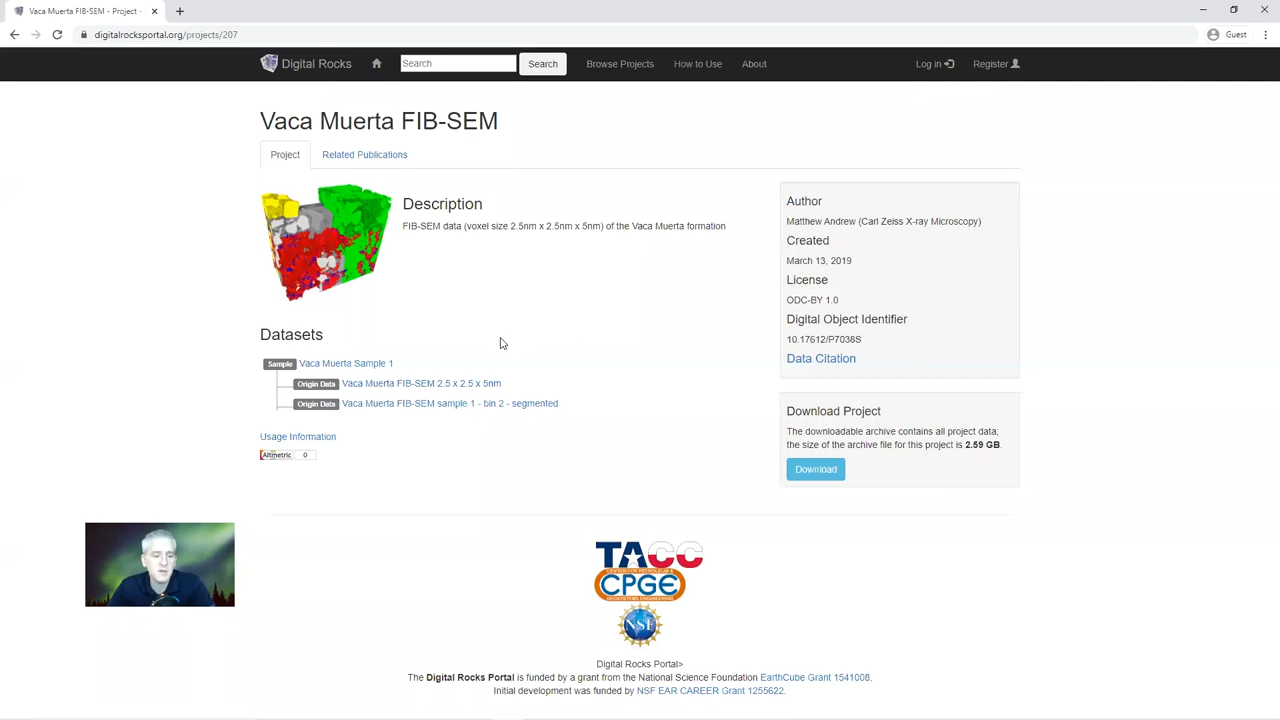 Vaca Muerta FIB-SEM - Project -
digitalrocksportal.org/projects/207
Guest
Digital Rocks
Search
Search
Browse Projects
How to Use
About
Log in
Register
Vaca Muerta FIB-SEM
Project
Related Publications
Description
FIB-SEM data (voxel size 2.5nm x 2.5nm x 5nm) of the Vaca Muerta formation
Author
Matthew Andrew (Carl Zeiss X-ray Microscopy)
Created
March 13, 2019
License
ODC-BY 1.0
Digital Object Identifier
10.17612/P7038S
Data Citation
Datasets
Sample Vaca Muerta Sample 1
Origin Data Vaca Muerta FIB-SEM 2.5 x 2.5 x 5nm
Origin Data Vaca Muerta FIB-SEM sample 1 - bin 2 - segmented
Usage Information
Altmetric 0
Download Project
The downloadable archive contains all project data;
the size of the archive file for this project is 2.59 GB.
Download
TACC
CENTER FOR PETROLEUM &
CPGE
GEOSYSTEMS ENGINEERING
NSF
Digital Rocks Portal>
The Digital Rocks Portal is funded by a grant from the National Science Foundation EarthCube Grant 1541008.
Initial development was funded by NSF EAR CAREER Grant 1255622.